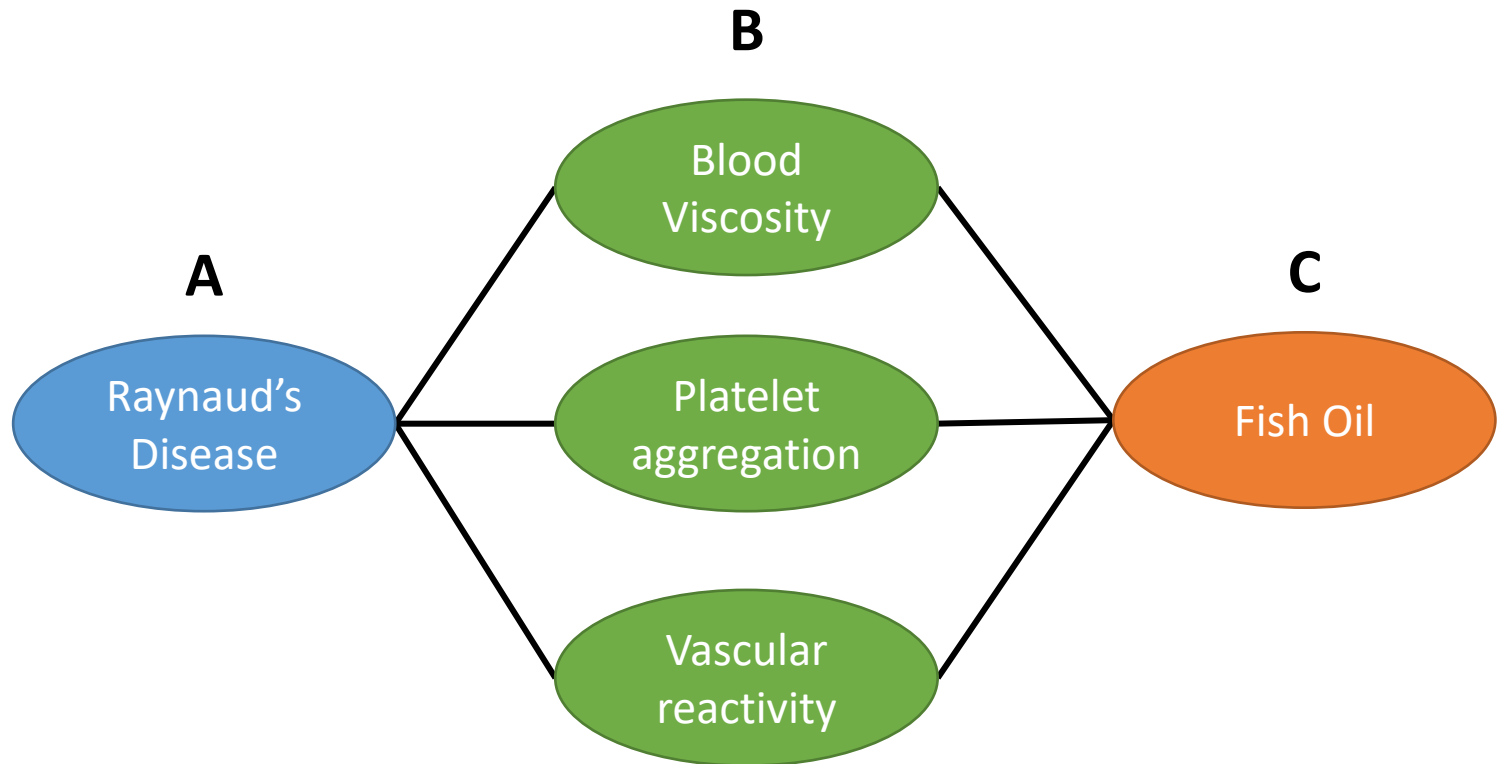 B
Blood
Viscosity
A
C
Raynaud’s
Disease
Platelet
aggregation
Fish Oil
Vascular
reactivity